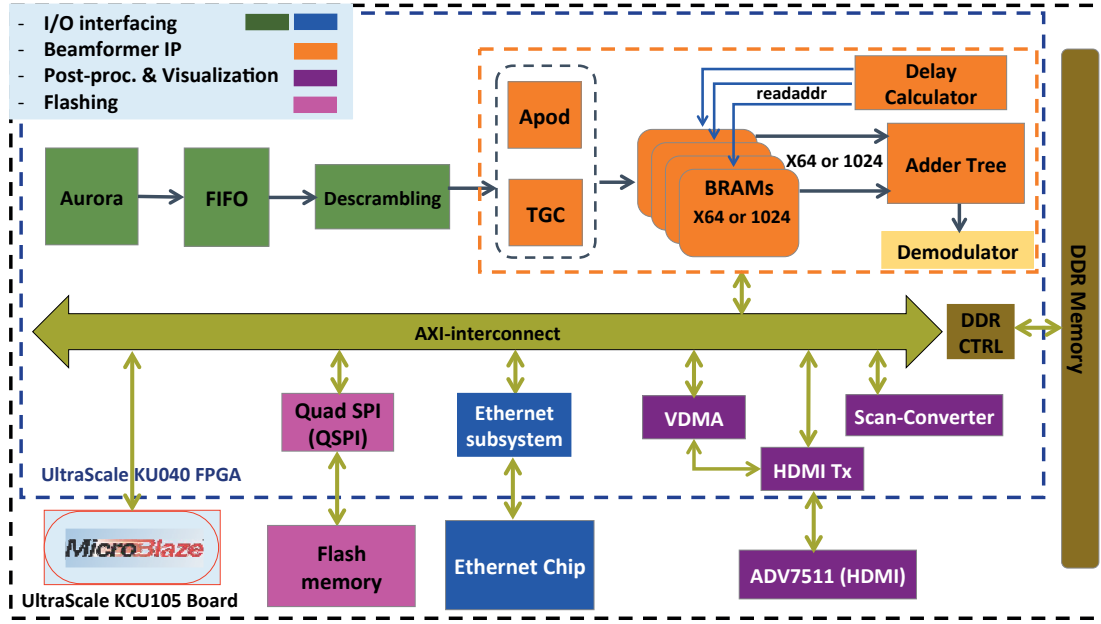 - I/O interfacing
- Beamformer IP
- Post-proc. & Visualization
- Flashing
Delay
Calculator
readaddr
Apod
TGC
Aurora
FIFO
Descrambling
BRAMs
X64 or 1024
X64 or 1024
Adder Tree
Demodulator
AXI-interconnect
DDR
CTRL
DDR Memory
Quad SPI
(QSPI)
Ethernet
subsystem
VDMA
Scan-Converter
HDMI Tx
UltraScale KU040 FPGA
MicroBlaze
Flash
memory
Ethernet Chip
ADV7511 (HDMI)
UltraScale KCU105 Board